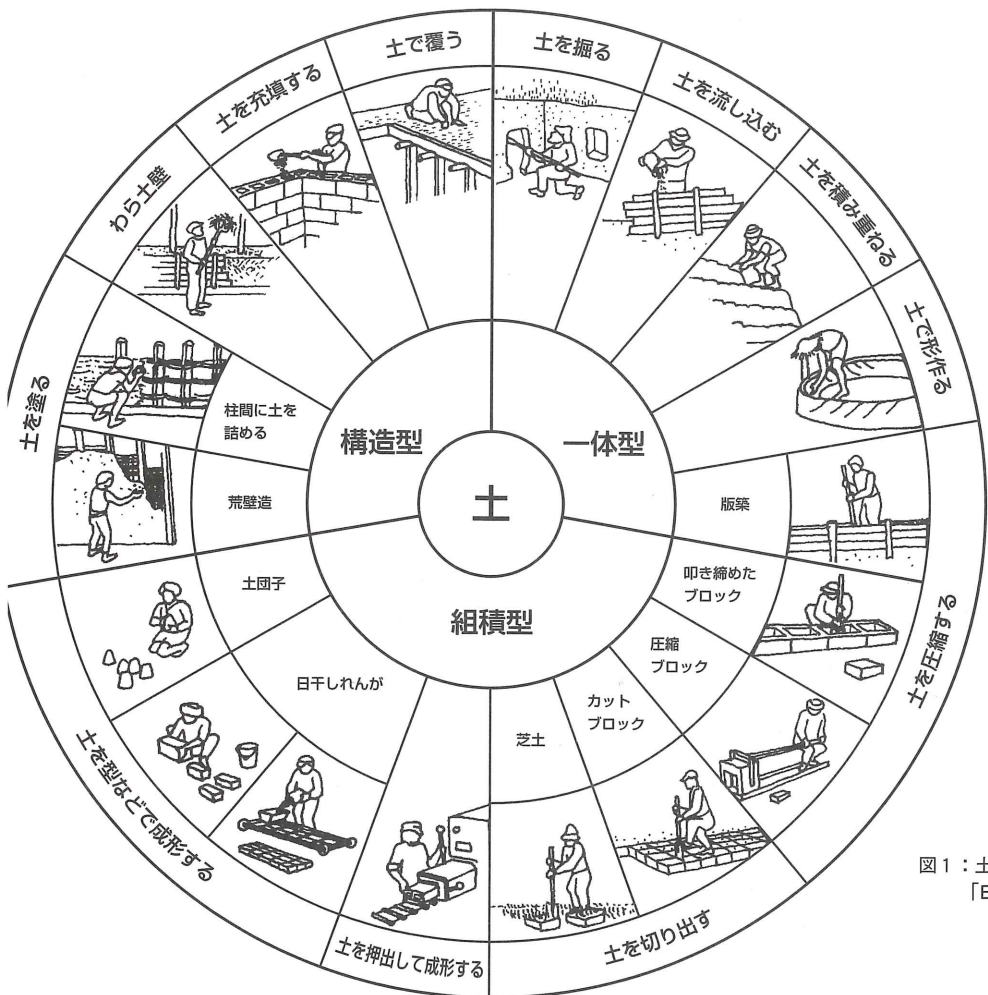 土で覆う
土を掘る
土を流し込む
土を積み重ねる
土で形作る
土を圧縮する
土を切り出す
土を押出して成形する
土を型などで成形する
土を塗る
わら土壁
土を充填する
構造型
一体型
組積型
土
柱間に土を
詰める
荒壁造
土団子
日干しれんが
芝土
カット
ブロック
圧縮
ブロック
叩き締めた
ブロック
版築
図1:土
「E